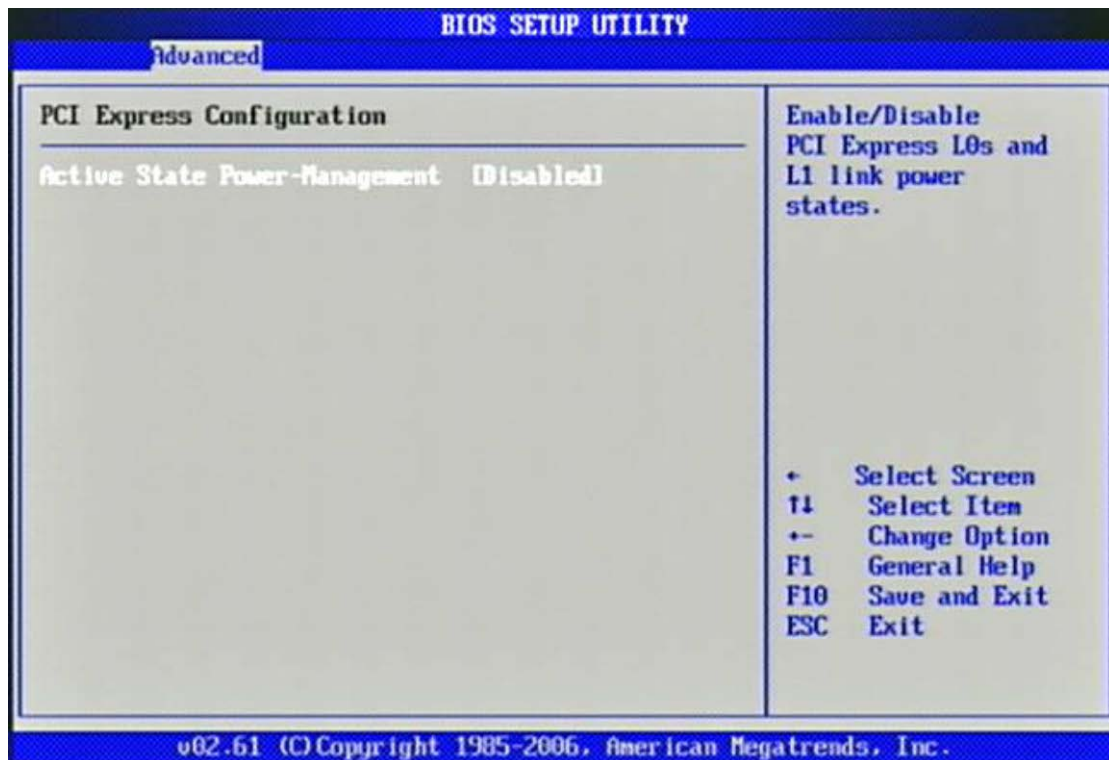 BIOS SETUP UTILITY
Advanced
PCI Express Configuration
Active State Power-Management [Disabled]
Enable/Disable
PCI Express L0s and
L1 link power
states.
← Select Screen
↑↓ Select Item
+- Change Option
F1 General Help
F10 Save and Exit
ESC Exit
v02.61 (C)Copyright 1985-2006, American Megatrends, Inc.